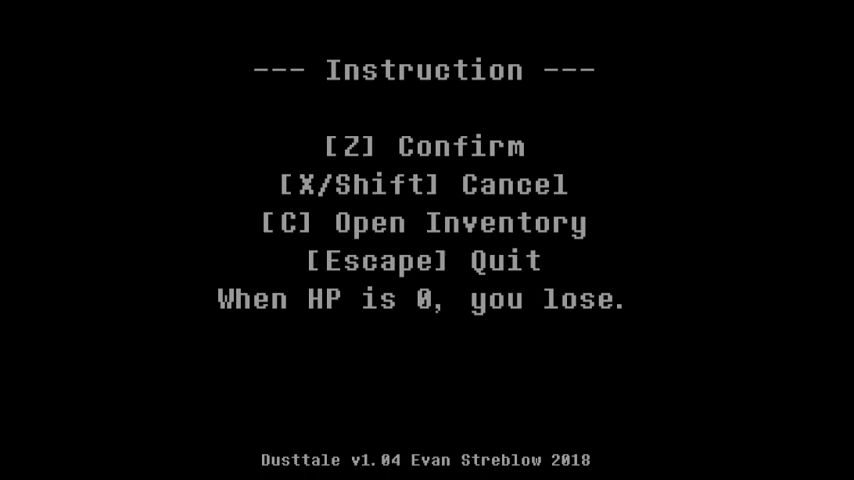 --- Instruction ---
[Z] Confirm
[X/Shift] Cancel
[C] Open Inventory
[Escape] Quit
When HP is 0, you lose.
Dusttale v1.04 Evan Streblow 2018